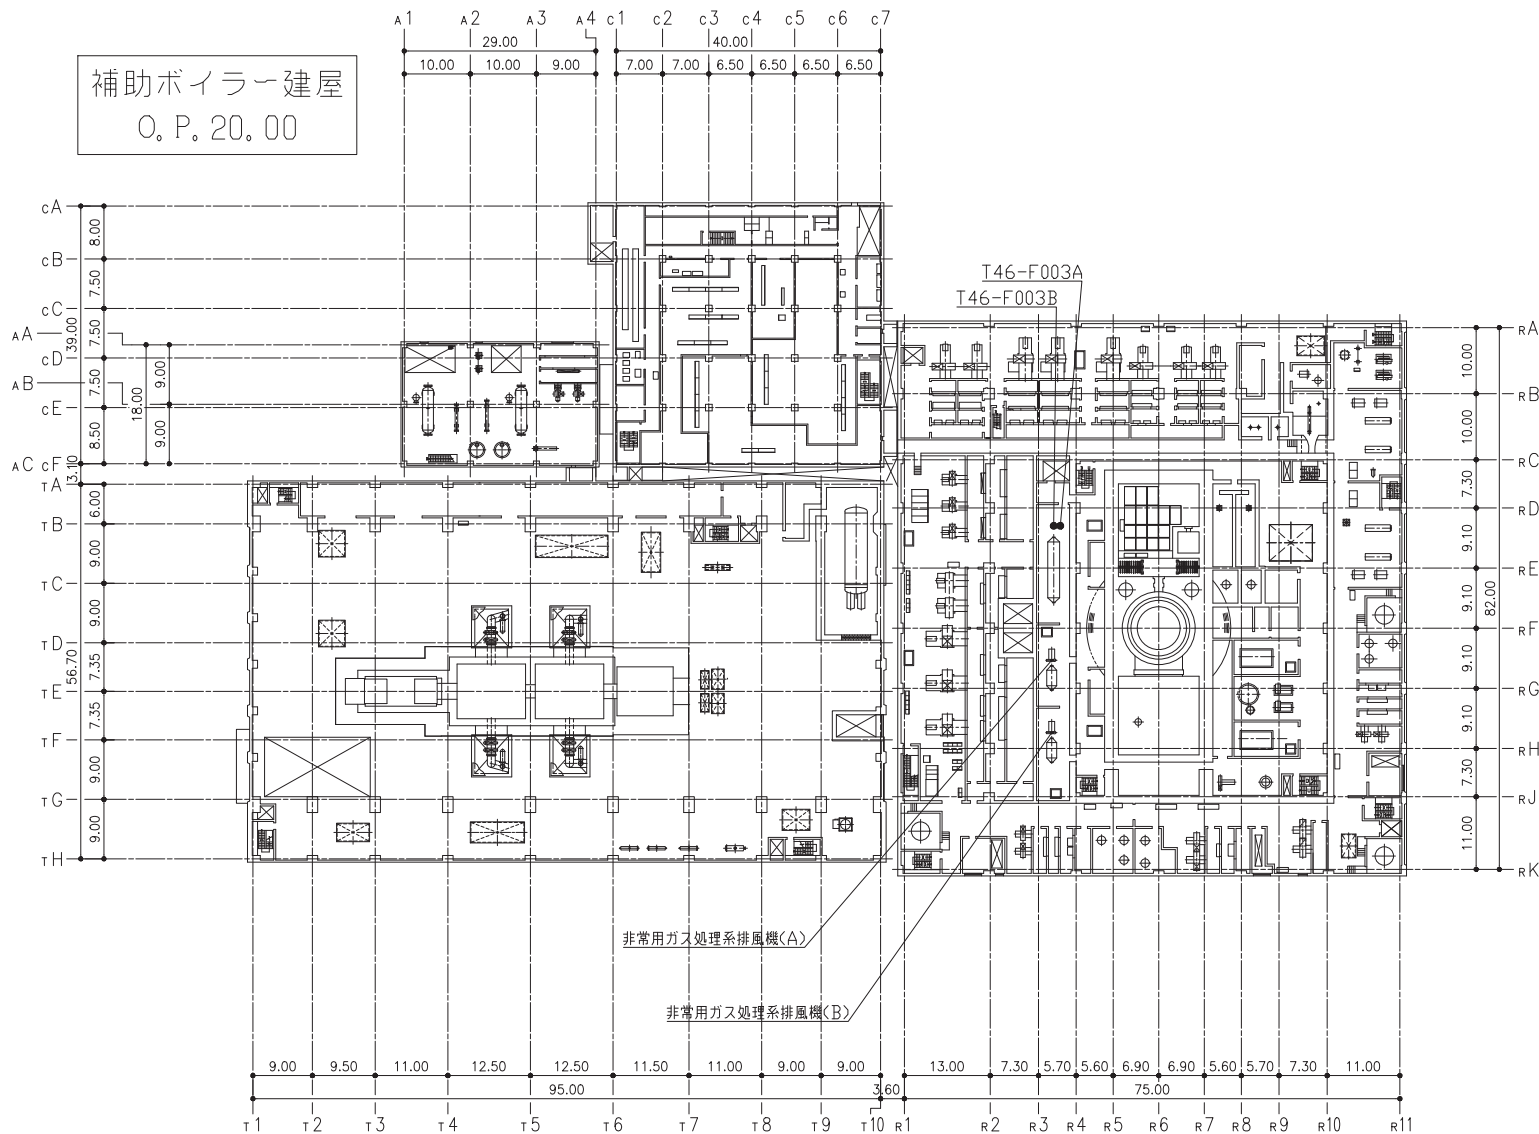 A1 A2 A3 A4 C1 C2 C3 C4 C5 C6 C7
29.00 40.00
10.00 10.00 9.00 7.00 7.00 6.50 6.50 6.50 6.50
補助ボイラー建屋
O.P.20.00
CA
8.00
CB
7.50
CC
39.00
AA
7.50
CD
AB
7.50
CE
8.50
AC CF
18.00
9.00
9.00
3.10
TA
6.00
TB
9.00
TC
9.00
TD
7.35
56.70
TE
7.35
TF
9.00
TG
9.00
TH
T46-F003A
T46-F003B
RA
10.00
RB
10.00
RC
7.30
RD
9.10
RE
9.10
82.00
RF
9.10
RG
9.10
RH
7.30
RJ
11.00
RK
非常用ガス処理系排風機(A)
非常用ガス処理系排風機(B)
9.00 9.50 11.00 12.50 12.50 11.50 11.00 9.00 9.00 13.00 7.30 5.70 5.60 6.90 6.90 5.60 5.70 7.30 11.00
95.00 3.60 75.00
T1 T2 T3 T4 T5 T6 T7 T8 T9 T10 R1 R2 R3 R4 R5 R6 R7 R8 R9 R10 R11